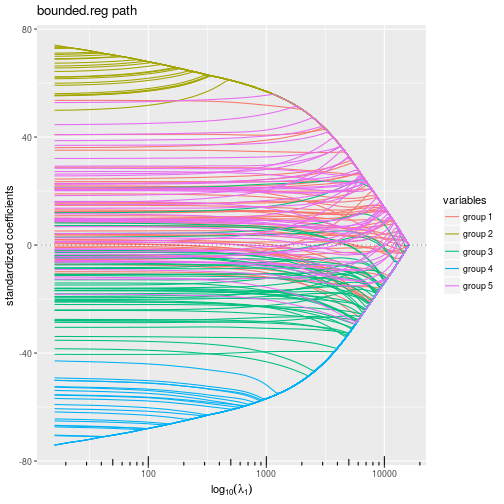 bounded.reg path
80
40
0
-40
-80
standardized coefficients
100
1000
10000
log₁₀(λ₁)
variables
group 1
group 2
group 3
group 4
group 5